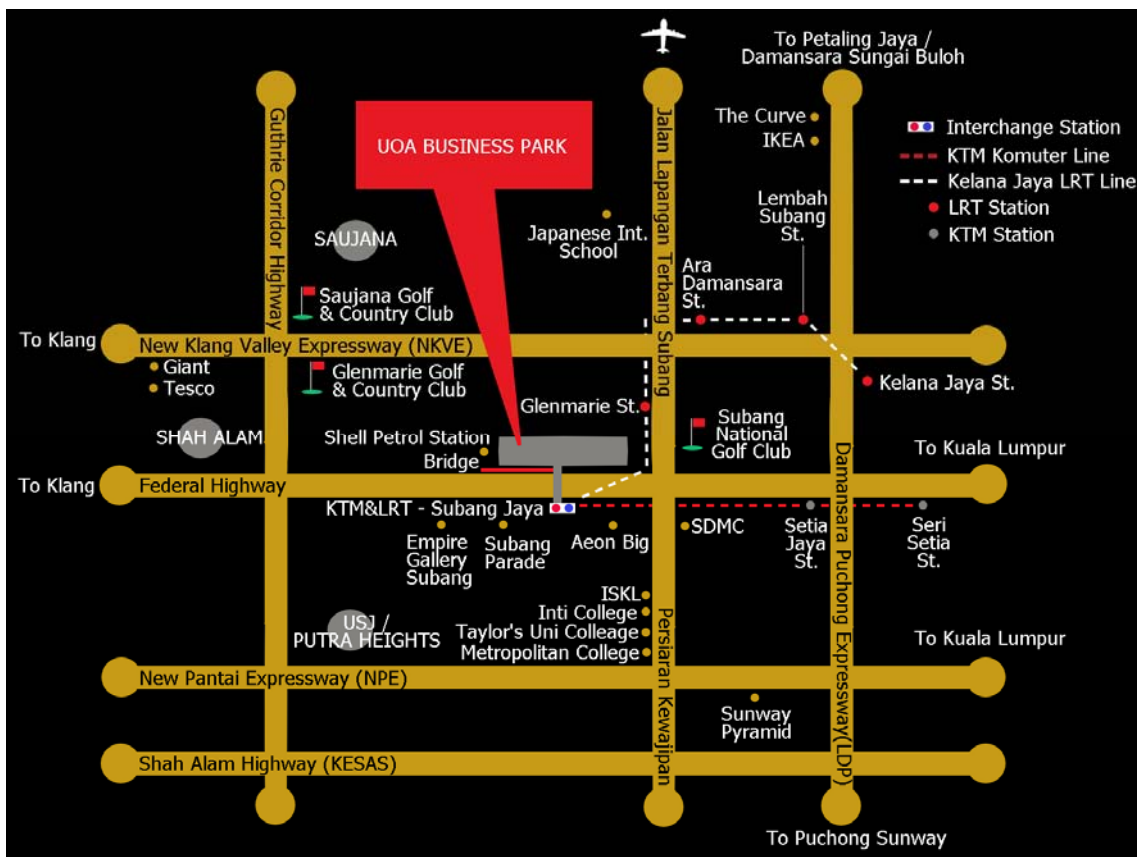 To Petaling Jaya /
Damansara Sungai Buloh
Guthrie Corridor Highway
UOA BUSINESS PARK
Jalan Lapangan Terbang Subang
The Curve
IKEA
Interchange Station
KTM Komuter Line
Kelana Jaya LRT Line
LRT Station
KTM Station
Lembah
Subang
St.
SAUJANA
Japanese Int.
School
Ara
Damansara
St.
Saujana Golf
& Country Club
To Klang
New Klang Valley Expressway (NKVE)
Giant
Tesco
Glenmarie Golf
& Country Club
Kelana Jaya St.
Glenmarie St.
Subang
National
Golf Club
SHAH ALAM
Shell Petrol Station
Bridge
To Kuala Lumpur
To Klang
Federal Highway
Damansara Puchong Expressway(LDP)
KTM&LRT - Subang Jaya
Empire
Gallery
Subang
Subang
Parade
Aeon Big
SDMC
Setia
Jaya
St.
Seri
Setia
St.
ISKL
Inti College
Taylor's Uni Colleage
Metropolitan College
USJ /
PUTRA HEIGHTS
Persiaran Kewajipan
To Kuala Lumpur
New Pantai Expressway (NPE)
Sunway
Pyramid
Shah Alam Highway (KESAS)
To Puchong Sunway